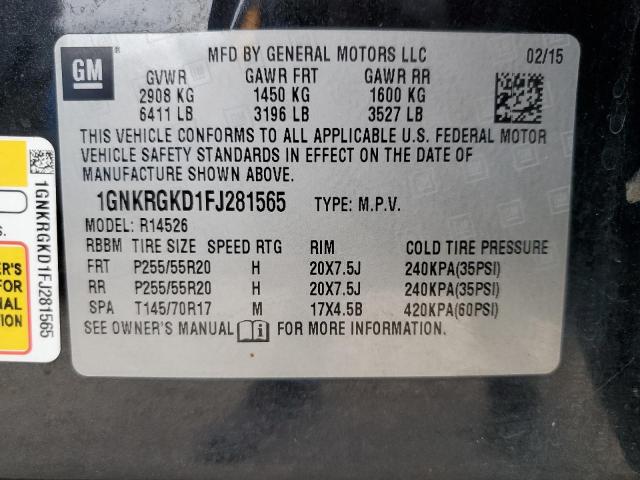 GM
MFD BY GENERAL MOTORS LLC 02/15
GVWR GAWR FRT GAWR RR
2908 KG 1450 KG 1600 KG
6411 LB 3196 LB 3527 LB
THIS VEHICLE CONFORMS TO ALL APPLICABLE U.S. FEDERAL MOTOR
VEHICLE SAFETY STANDARDS IN EFFECT ON THE DATE OF
MANUFACTURE SHOWN ABOVE.
1GNKRGKD1FJ281565 TYPE: M.P.V.
MODEL: R14526
RBBM TIRE SIZE SPEED RTG RIM COLD TIRE PRESSURE
FRT P255/55R20 H 20X7.5J 240KPA(35PSI)
RR P255/55R20 H 20X7.5J 240KPA(35PSI)
SPA T145/70R17 M 17X4.5B 420KPA(60PSI)
SEE OWNER'S MANUAL FOR MORE INFORMATION.
1GNKRGKD1FJ281565
S.
ER'S
FOR
NAL
TION